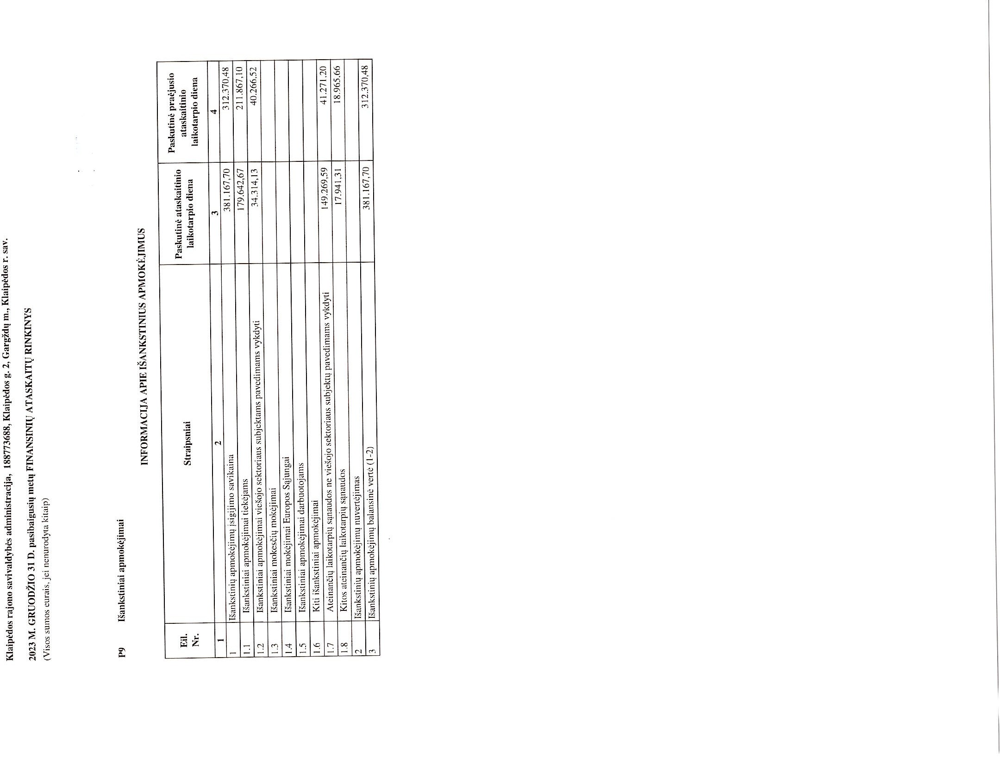 Klaipėdos rajono savivaldybės administracija, 188773688, Klaipėdos g. 2, Gargždų m., Klaipėdos r. sav.
2023 M. GRUODŽIO 31 D. pasibaigusių metų FINANSINIŲ ATASKAITŲ RINKINYS
(Visos sumos eurais, jei nenurodyta kitaip)
P9 Išankstiniai apmokėjimai
INFORMACIJA APIE IŠANKSTINIUS APMOKĖJIMUS
Eil. Nr. Straipsniai Paskutinė ataskaitinio laikotarpio diena Paskutinė praėjusio ataskaitinio laikotarpio diena
1 2 3 4
1 Išankstinių apmokėjimų įsigijimo savikaina 381.167,70 312.370,48
1.1 Išankstiniai apmokėjimai tiekėjams 179.642,67 211.867,10
1.2 Išankstiniai apmokėjimai viešojo sektoriaus subjektams pavedimams vykdyti 34.314,13 40.266,52
1.3 Išankstiniai mokesčių mokėjimai
1.4 Išankstiniai mokėjimai Europos Sąjungai
1.5 Išankstiniai apmokėjimai darbuotojams
1.6 Kiti išankstiniai apmokėjimai
1.7 Ateinančių laikotarpių sąnaudos ne viešojo sektoriaus subjektų pavedimams vykdyti 149.269,59 41.271,20
1.8 Kitos ateinančių laikotarpių sąnaudos 17.941,31 18.965,66
2 Išankstinių apmokėjimų nuvertėjimas
3 Išankstinių apmokėjimų balansinė vertė (1-2) 381.167,70 312.370,48